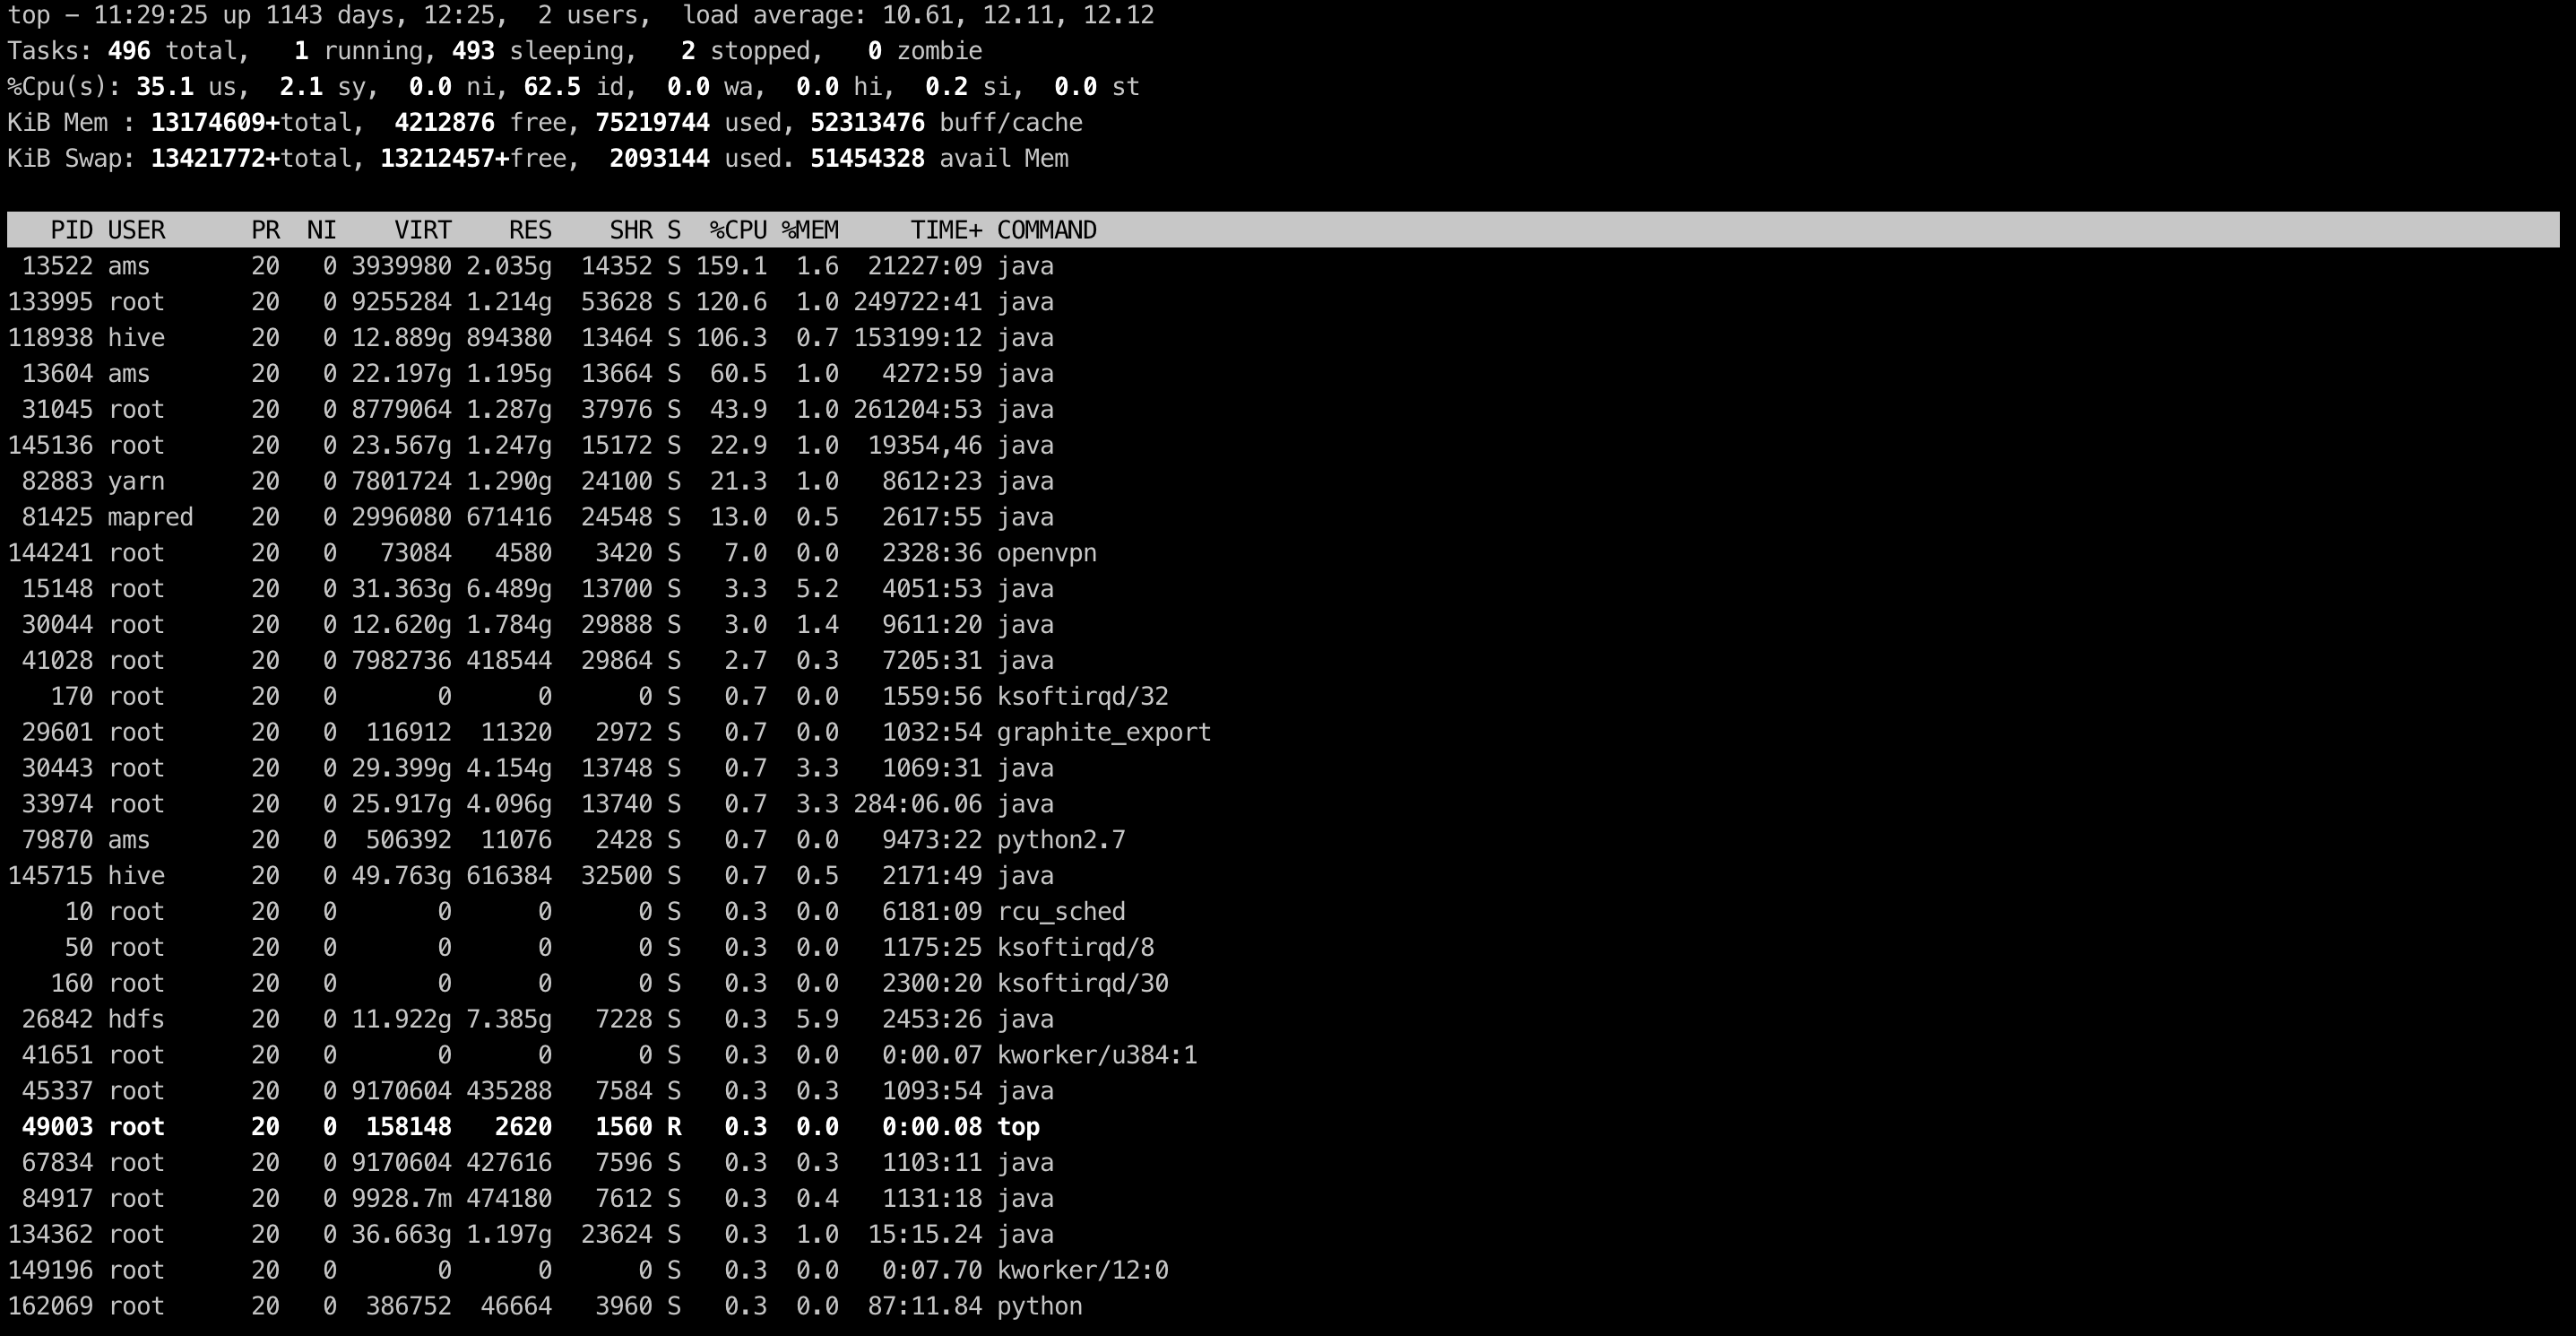 top - 11:29:25 up 1143 days, 12:25,  2 users,  load average: 10.61, 12.11, 12.12
Tasks: 496 total,   1 running, 493 sleeping,   2 stopped,   0 zombie
%Cpu(s): 35.1 us,  2.1 sy,  0.0 ni, 62.5 id,  0.0 wa,  0.0 hi,  0.2 si,  0.0 st
KiB Mem : 13174609+total,  4212876 free, 75219744 used, 52313476 buff/cache
KiB Swap: 13421772+total, 13212457+free,  2093144 used. 51454328 avail Mem
   PID USER      PR  NI    VIRT    RES    SHR S  %CPU %MEM     TIME+ COMMAND
 13522 ams       20   0 3939980 2.035g  14352 S 159.1  1.6  21227:09 java
133995 root      20   0 9255284 1.214g  53628 S 120.6  1.0 249722:41 java
118938 hive      20   0 12.889g 894380  13464 S 106.3  0.7 153199:12 java
 13604 ams       20   0 22.197g 1.195g  13664 S  60.5  1.0   4272:59 java
 31045 root      20   0 8779064 1.287g  37976 S  43.9  1.0 261204:53 java
145136 root      20   0 23.567g 1.247g  15172 S  22.9  1.0  19354,46 java
 82883 yarn      20   0 7801724 1.290g  24100 S  21.3  1.0   8612:23 java
 81425 mapred    20   0 2996080 671416  24548 S  13.0  0.5   2617:55 java
144241 root      20   0   73084   4580   3420 S   7.0  0.0   2328:36 openvpn
 15148 root      20   0 31.363g 6.489g  13700 S   3.3  5.2   4051:53 java
 30044 root      20   0 12.620g 1.784g  29888 S   3.0  1.4   9611:20 java
 41028 root      20   0 7982736 418544  29864 S   2.7  0.3   7205:31 java
   170 root      20   0       0      0      0 S   0.7  0.0   1559:56 ksoftirqd/32
 29601 root      20   0  116912  11320   2972 S   0.7  0.0   1032:54 graphite_export
 30443 root      20   0 29.399g 4.154g  13748 S   0.7  3.3   1069:31 java
 33974 root      20   0 25.917g 4.096g  13740 S   0.7  3.3 284:06.06 java
 79870 ams       20   0  506392  11076   2428 S   0.7  0.0   9473:22 python2.7
145715 hive      20   0 49.763g 616384  32500 S   0.7  0.5   2171:49 java
    10 root      20   0       0      0      0 S   0.3  0.0   6181:09 rcu_sched
    50 root      20   0       0      0      0 S   0.3  0.0   1175:25 ksoftirqd/8
   160 root      20   0       0      0      0 S   0.3  0.0   2300:20 ksoftirqd/30
 26842 hdfs      20   0 11.922g 7.385g   7228 S   0.3  5.9   2453:26 java
 41651 root      20   0       0      0      0 S   0.3  0.0   0:00.07 kworker/u384:1
 45337 root      20   0 9170604 435288   7584 S   0.3  0.3   1093:54 java
 49003 root      20   0  158148   2620   1560 R   0.3  0.0   0:00.08 top
 67834 root      20   0 9170604 427616   7596 S   0.3  0.3   1103:11 java
 84917 root      20   0 9928.7m 474180   7612 S   0.3  0.4   1131:18 java
134362 root      20   0 36.663g 1.197g  23624 S   0.3  1.0  15:15.24 java
149196 root      20   0       0      0      0 S   0.3  0.0   0:07.70 kworker/12:0
162069 root      20   0  386752  46664   3960 S   0.3  0.0  87:11.84 python